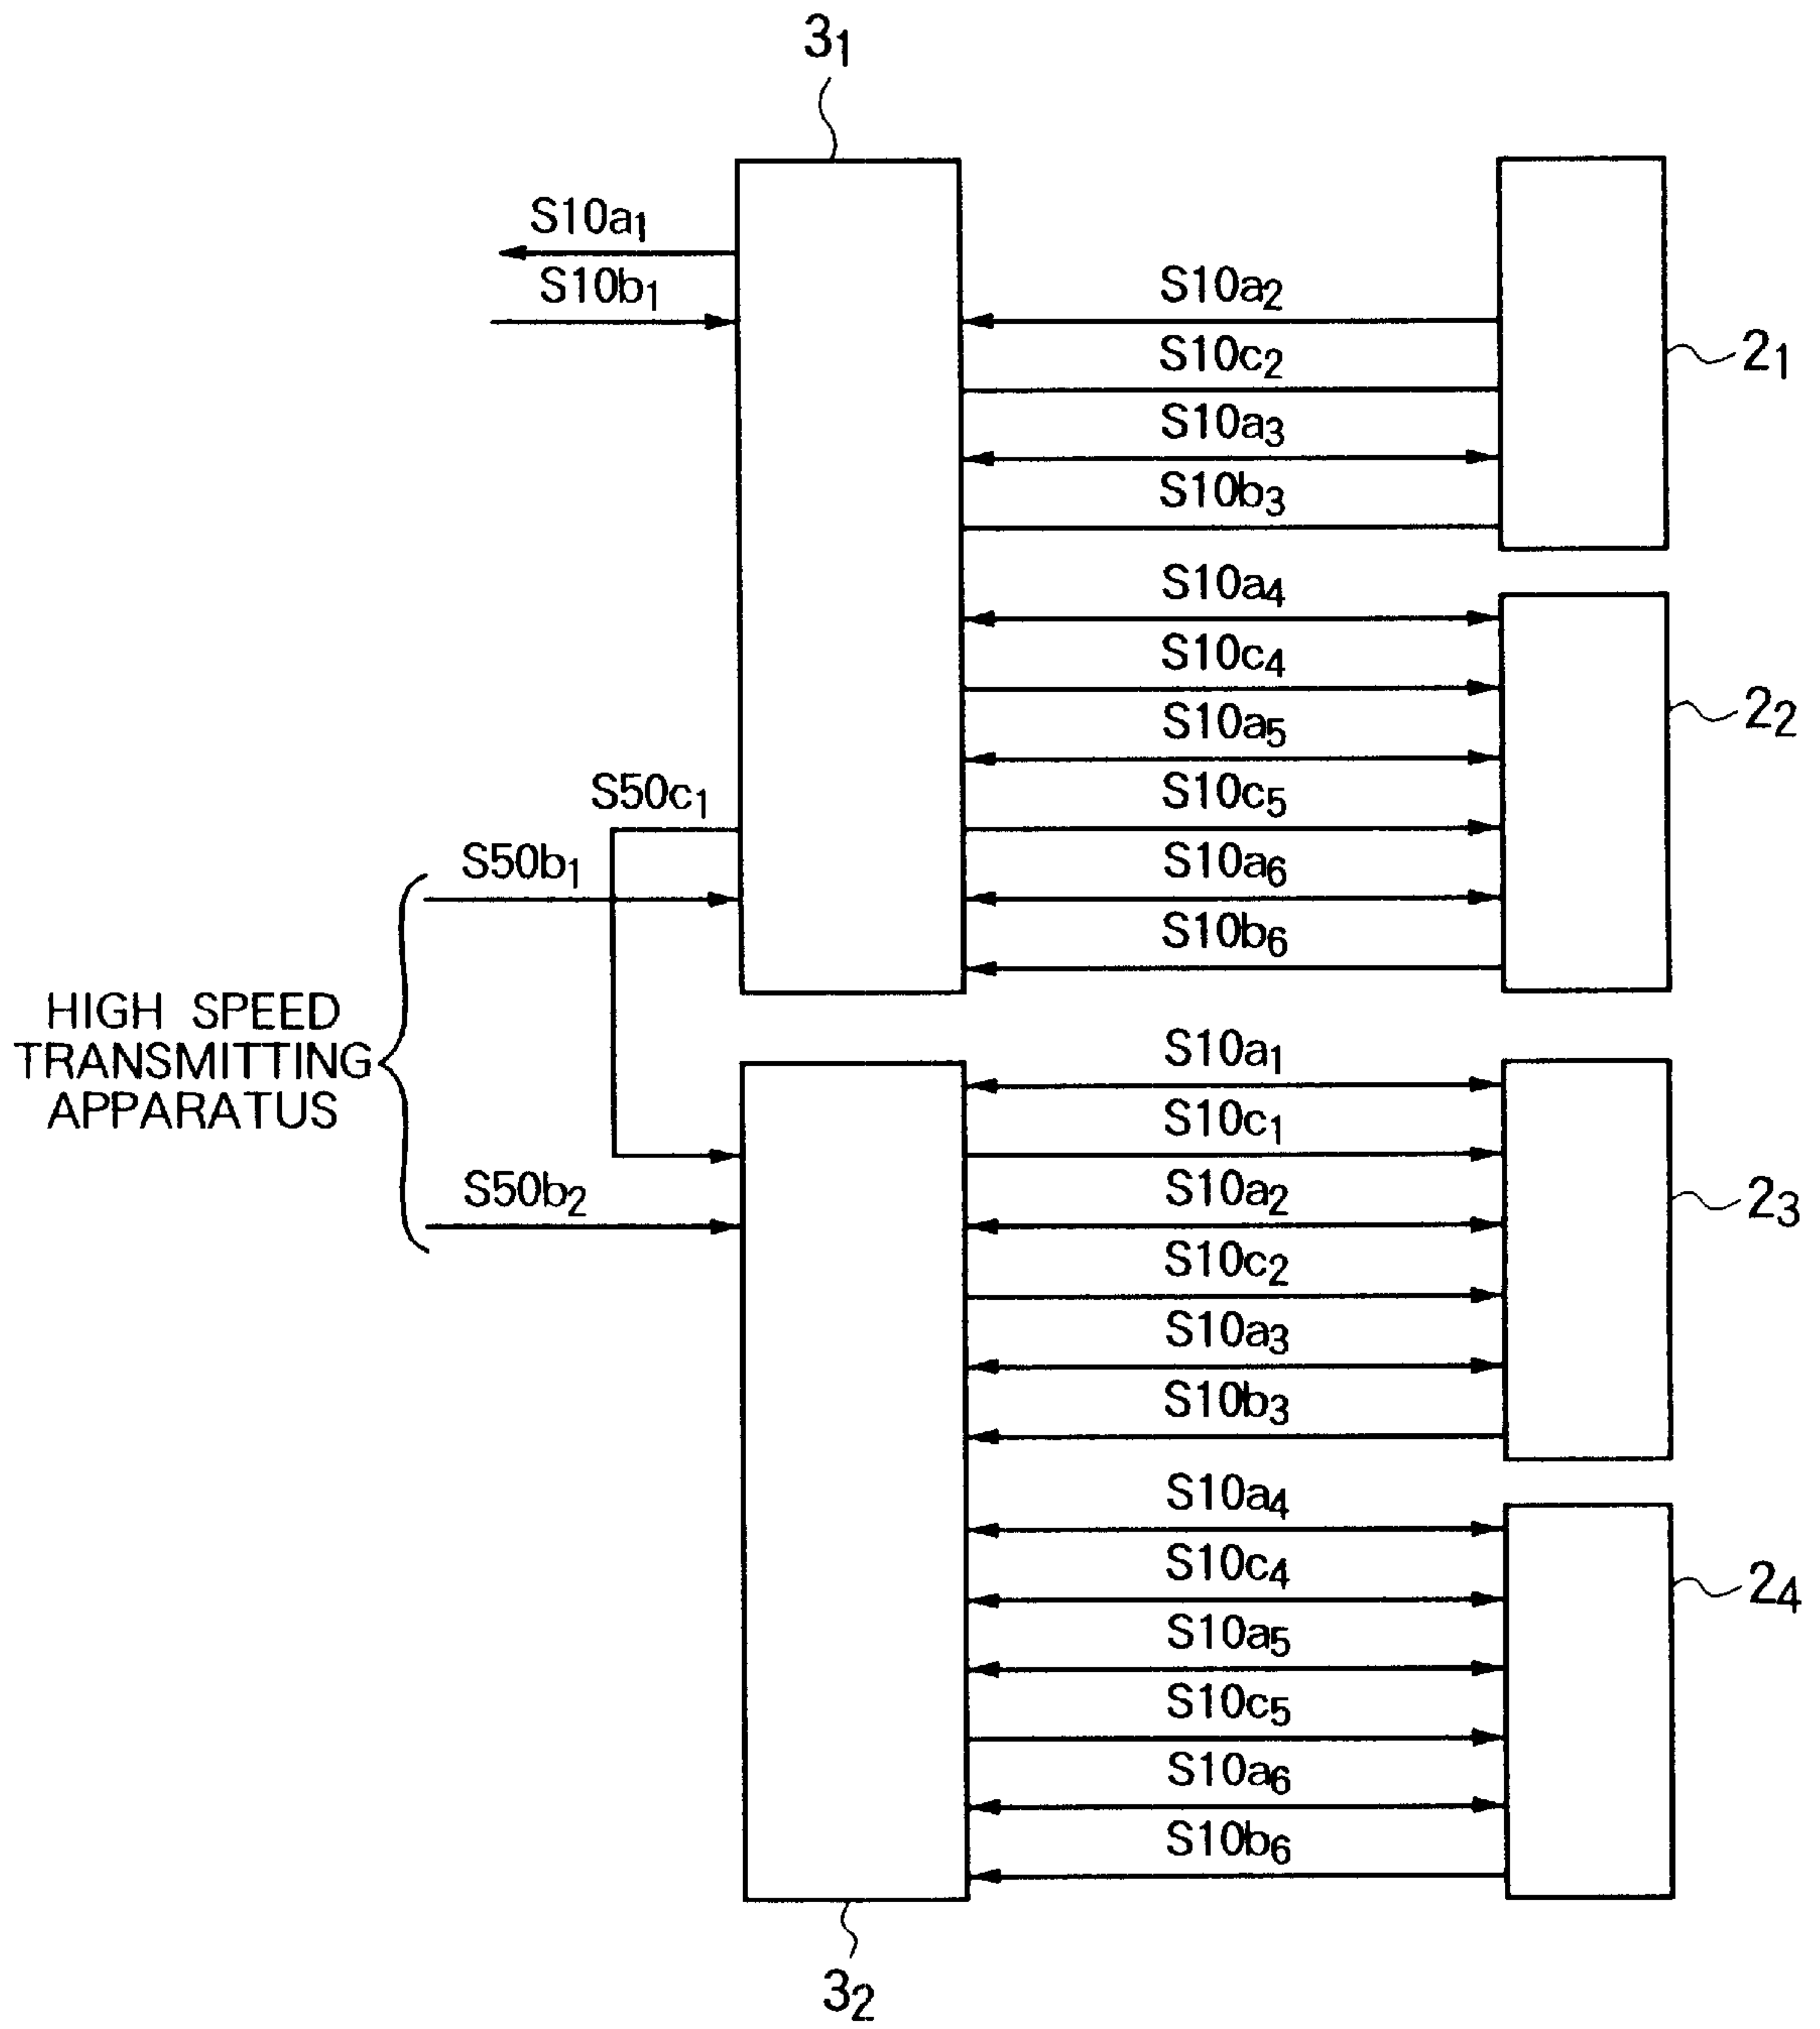 3₁
S10a₁
S10b₁
S10a₂
S10c₂
2₁
S10a₃
S10b₃
S10a₄
S10c₄
2₂
S10a₅
S50c₁
S10c₅
S50b₁
S10a₆
S10b₆
HIGH SPEED
TRANSMITTING
APPARATUS
S10a₁
S10c₁
S50b₂
S10a₂
2₃
S10c₂
S10a₃
S10b₃
S10a₄
S10c₄
2₄
S10a₅
S10c₅
S10a₆
S10b₆
3₂